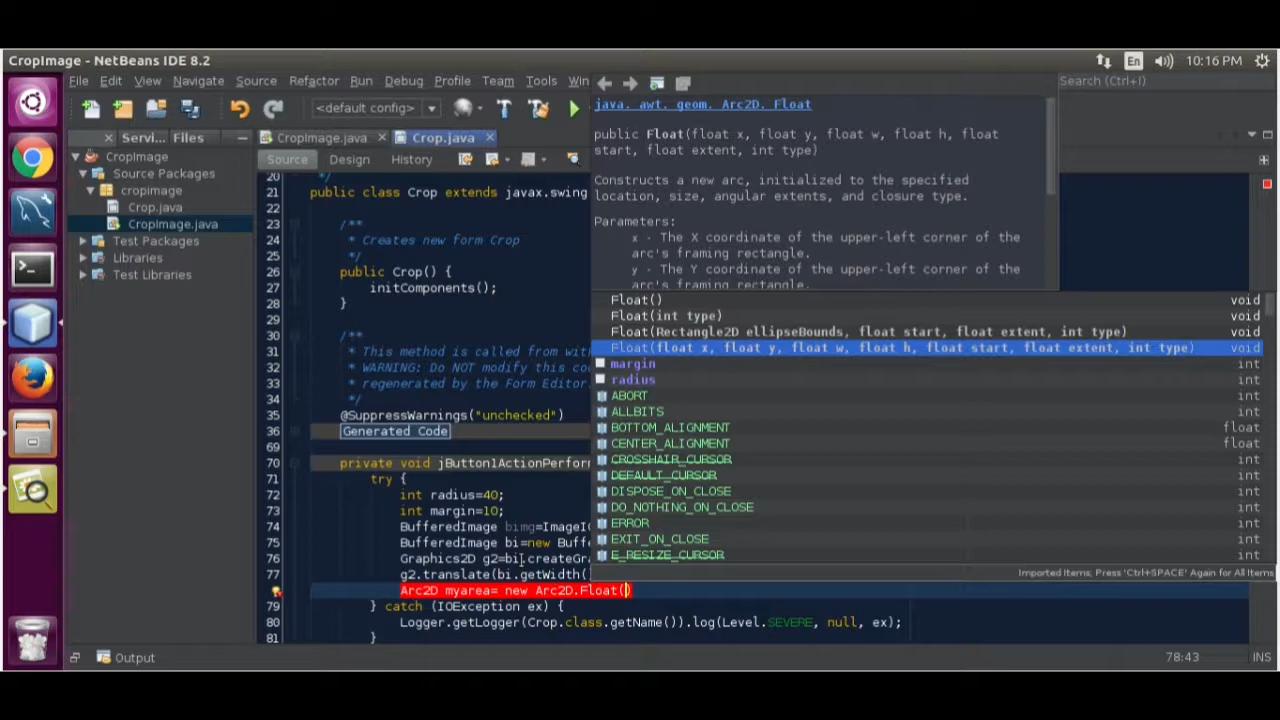 CropImage - NetBeans IDE 8.2
En
10:16 PM
File Edit View Navigate Source Refactor Run Debug Profile Team Tools Win
Search (Ctrl+I)
<default config>
Servi... Files
CropImage.java
Crop.java
Source Design History
CropImage
Source Packages
cropimage
Crop.java
CropImage.java
Test Packages
Libraries
Test Libraries
20 */
21 public class Crop extends javax.swing
22
23 /**
24 * Creates new form Crop
25 */
26 public Crop() {
27 initComponents();
28 }
29
30 /**
31 * This method is called from wit
32 * WARNING: Do NOT modify this co
33 * regenerated by the Form Editor
34 */
35 @SuppressWarnings("unchecked")
36 Generated Code
69
70 private void jButton1ActionPerfor
71 try {
72 int radius=40;
73 int margin=10;
74 BufferedImage bimg=ImageIO
75 BufferedImage bi=new Buff
76 Graphics2D g2=bi.createGra
77 g2.translate(bi.getWidth()
Arc2D myarea= new Arc2D.Float()
79 } catch (IOException ex) {
80 Logger.getLogger(Crop.class.getName()).log(Level.SEVERE, null, ex);
81 }
java. awt. geom. Arc2D. Float
public Float(float x, float y, float w, float h, float
start, float extent, int type)
Constructs a new arc, initialized to the specified
location, size, angular extents, and closure type.
Parameters:
x - The X coordinate of the upper-left corner of the
arc's framing rectangle.
y - The Y coordinate of the upper-left corner of the
arc's framing rectangle.
Float() void
Float(int type) void
Float(Rectangle2D ellipseBounds, float start, float extent, int type) void
Float(float x, float y, float w, float h, float start, float extent, int type) void
margin int
radius int
ABORT int
ALLBITS int
BOTTOM_ALIGNMENT float
CENTER_ALIGNMENT float
CROSSHAIR_CURSOR int
DEFAULT_CURSOR int
DISPOSE_ON_CLOSE int
DO_NOTHING_ON_CLOSE int
ERROR int
EXIT_ON_CLOSE int
E_RESIZE_CURSOR int
Imported Items; Press 'Ctrl+SPACE' Again for All Items
Output
78:43
INS